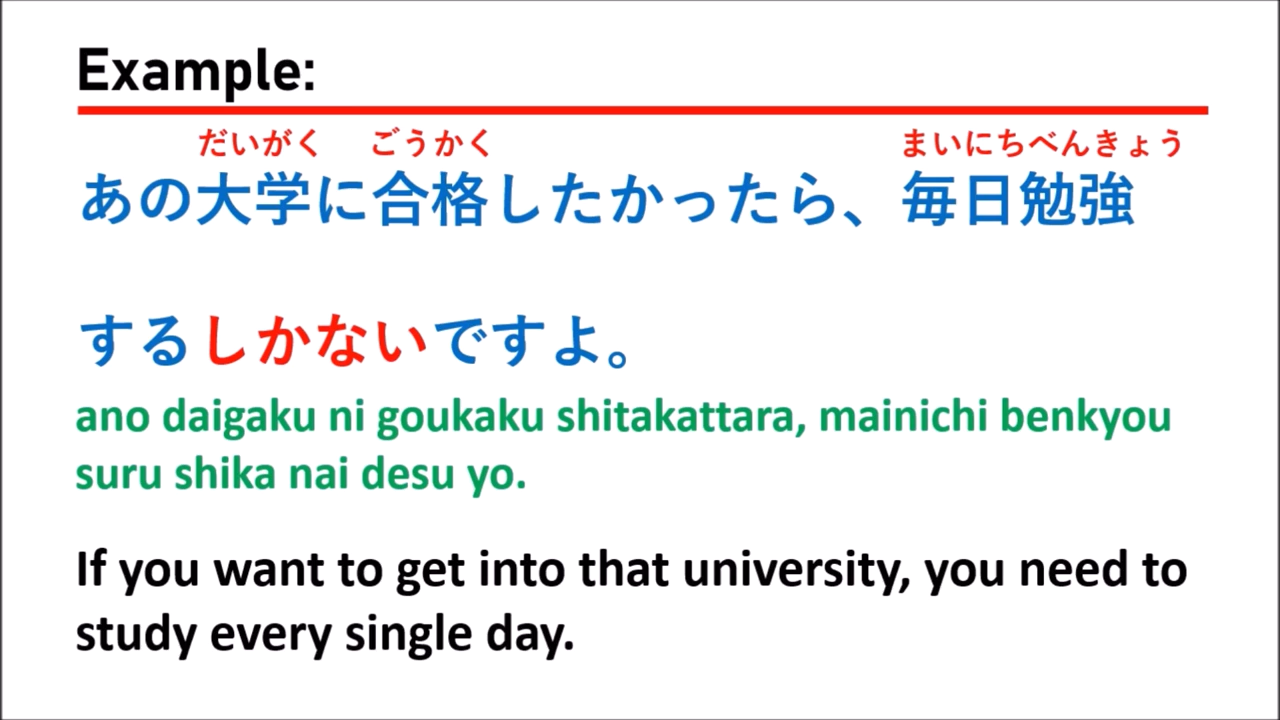 Example:
だいがく ごうかく まいにちべんきょう
あの大学に合格したかったら、毎日勉強
するしかないですよ。
ano daigaku ni goukaku shitakattara, mainichi benkyou
suru shika nai desu yo.
If you want to get into that university, you need to
study every single day.